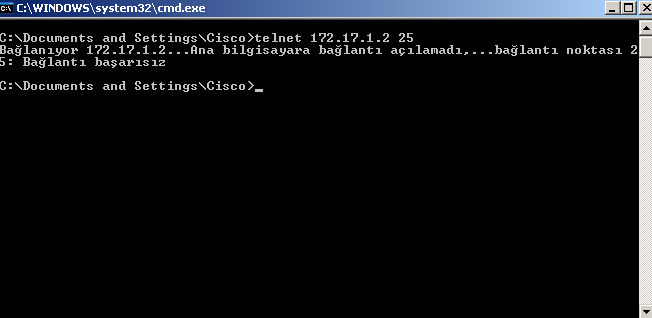 C:\WINDOWS\system32\cmd.exe
C:\Documents and Settings\Cisco>telnet 172.17.1.2 25
Bağlanıyor 172.17.1.2...Ana bilgisayara bağlantı açılamadı,...bağlantı noktası 2
5: Bağlantı başarısız
C:\Documents and Settings\Cisco>_